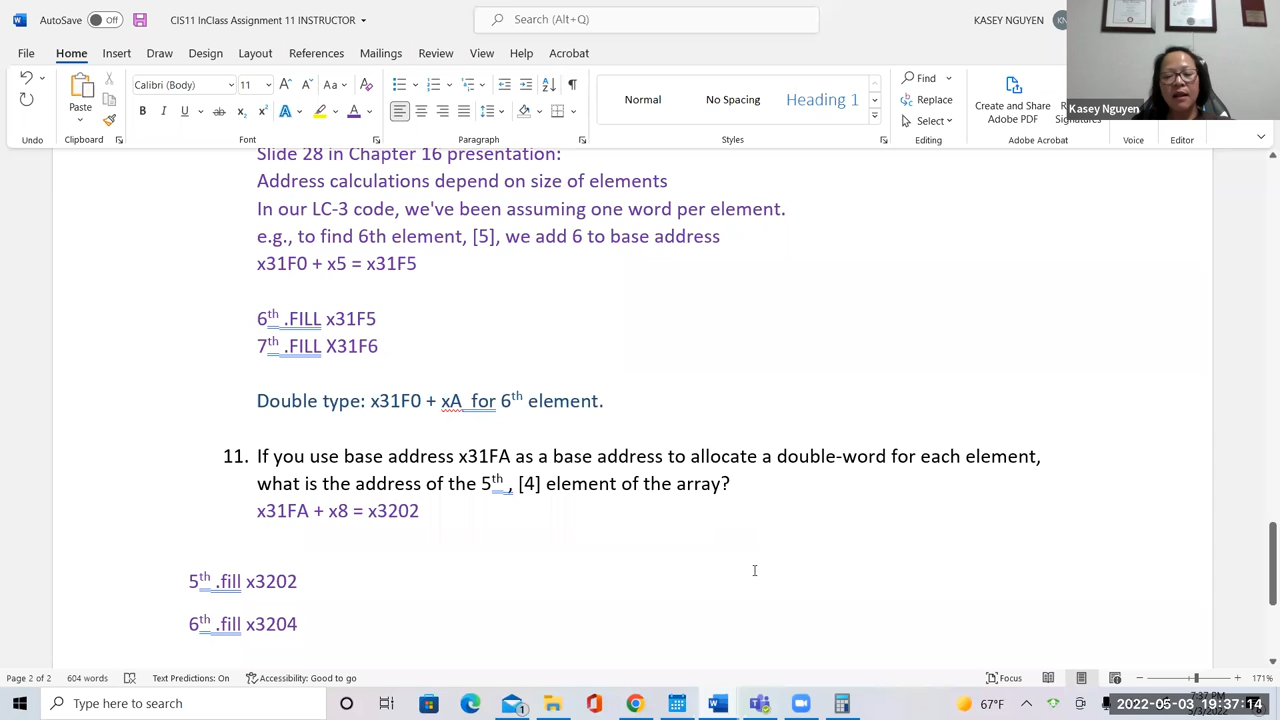 AutoSave Off CIS11 InClass Assignment 11 INSTRUCTOR Search (Alt+Q) KASEY NGUYEN
File Home Insert Draw Design Layout References Mailings Review View Help Acrobat
Calibri (Body) 11
Paste
Normal No Spacing Heading 1
Find
Replace
Select
Create and Share
Adobe PDF
Signatures
Undo Clipboard Font Paragraph Styles Editing Adobe Acrobat Voice Editor
Kasey Nguyen
Slide 28 in Chapter 16 presentation:
Address calculations depend on size of elements
In our LC-3 code, we've been assuming one word per element.
e.g., to find 6th element, [5], we add 6 to base address
x31F0 + x5 = x31F5
6th .FILL x31F5
7th .FILL X31F6
Double type: x31F0 + xA for 6th element.
11. If you use base address x31FA as a base address to allocate a double-word for each element,
what is the address of the 5th , [4] element of the array?
x31FA + x8 = x3202
5th .fill x3202
6th .fill x3204
Page 2 of 2 604 words Text Predictions: On Accessibility: Good to go Focus 171%
Type here to search 67°F 7:37 PM
5/3/2022
2022-05-03 19:37:14